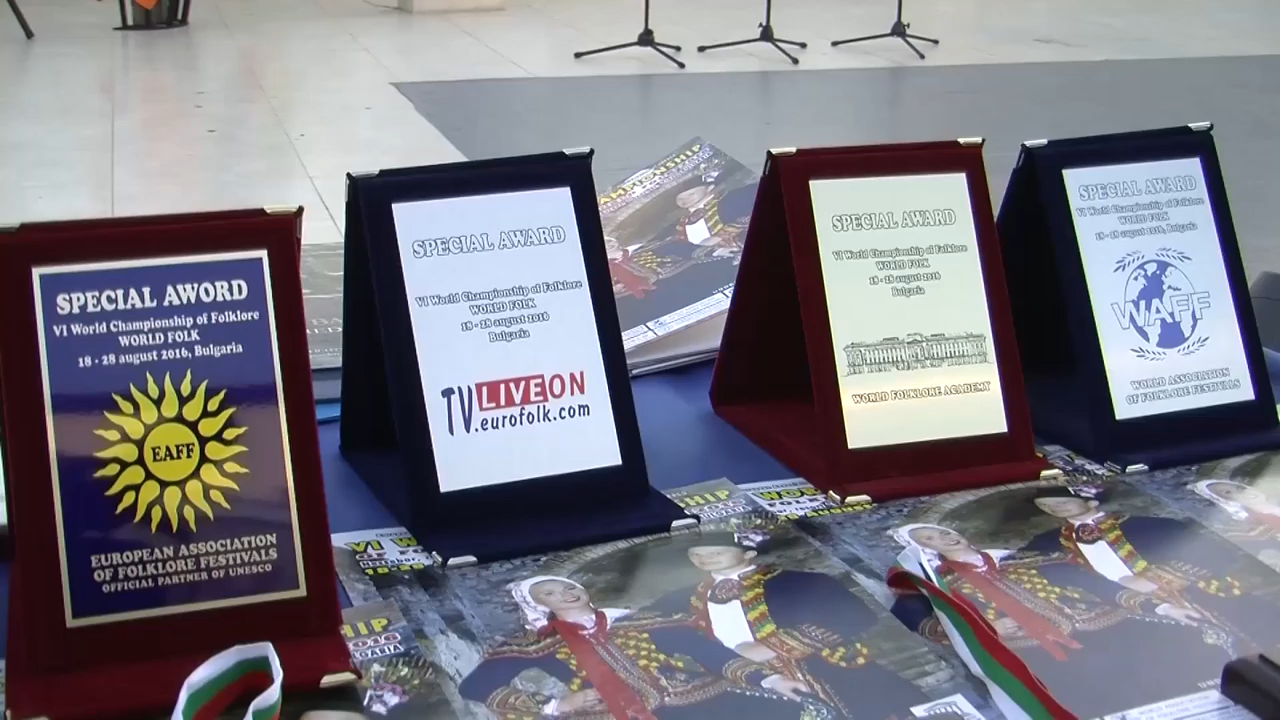 SPECIAL AWORD
VI World Championship of Folklore
WORLD FOLK
18 - 28 august 2016, Bulgaria
EAFF
EUROPEAN ASSOCIATION
OF FOLKLORE FESTIVALS
OFFICIAL PARTNER OF UNESCO
SPECIAL AWARD
VI World Championship of Folklore
WORLD FOLK
18 - 28 august 2016
Bulgaria
TV LIVE ON
TV.eurofolk.com
SPECIAL AWARD
VI World Championship of Folklore
WORLD FOLK
18 - 28 august 2016
Bulgaria
WORLD FOLKLORE ACADEMY
SPECIAL AWARD
VI World Championship of Folklore
WORLD FOLK
18 - 28 august 2016
Bulgaria
WAFF
WORLD ASSOCIATION
OF FOLKLORE FESTIVALS